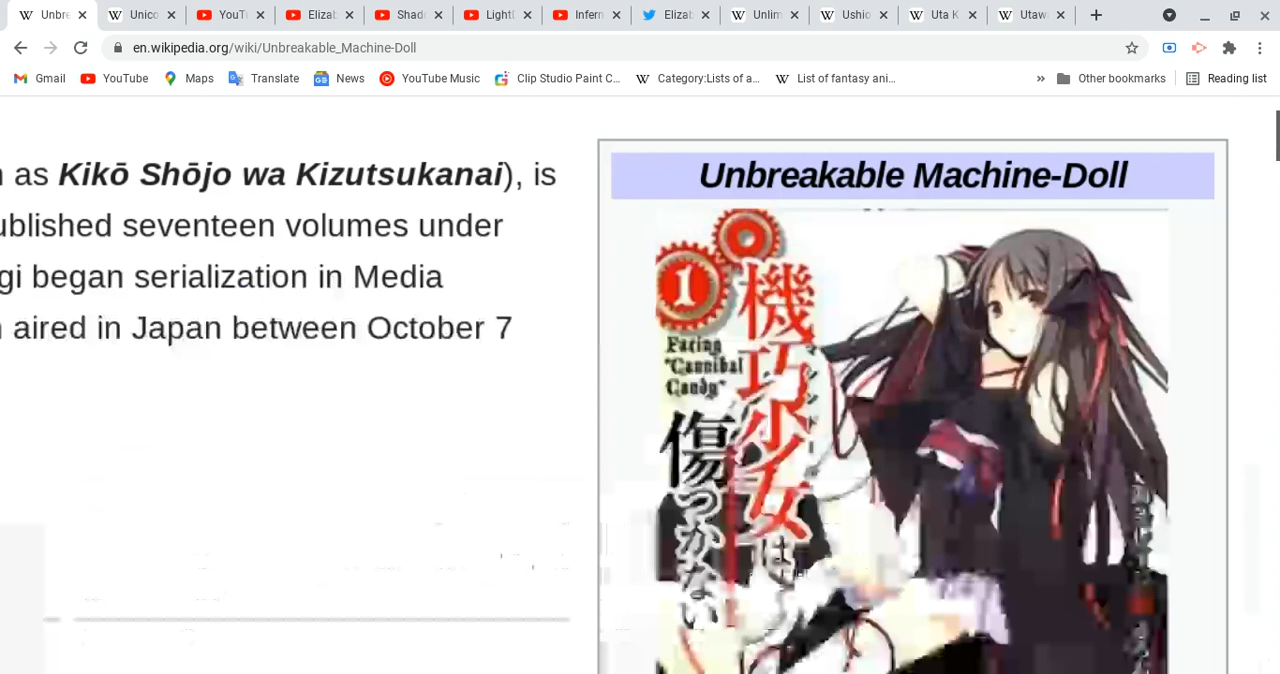 Unbre
Unico
YouTu
Elizab
Shadr
LightI
Infern
Elizab
Unlim
Ushio
Uta K
Utaw
en.wikipedia.org/wiki/Unbreakable_Machine-Doll
Gmail
YouTube
Maps
Translate
News
YouTube Music
Clip Studio Paint C...
Category:Lists of a...
List of fantasy ani...
»
Other bookmarks
Reading list
as Kikō Shōjo wa Kizutsukanai), is
ublished seventeen volumes under
gi began serialization in Media
aired in Japan between October 7
Unbreakable Machine-Doll
1
Facing
"Cannibal
Candy"
機巧少女は
傷つかない